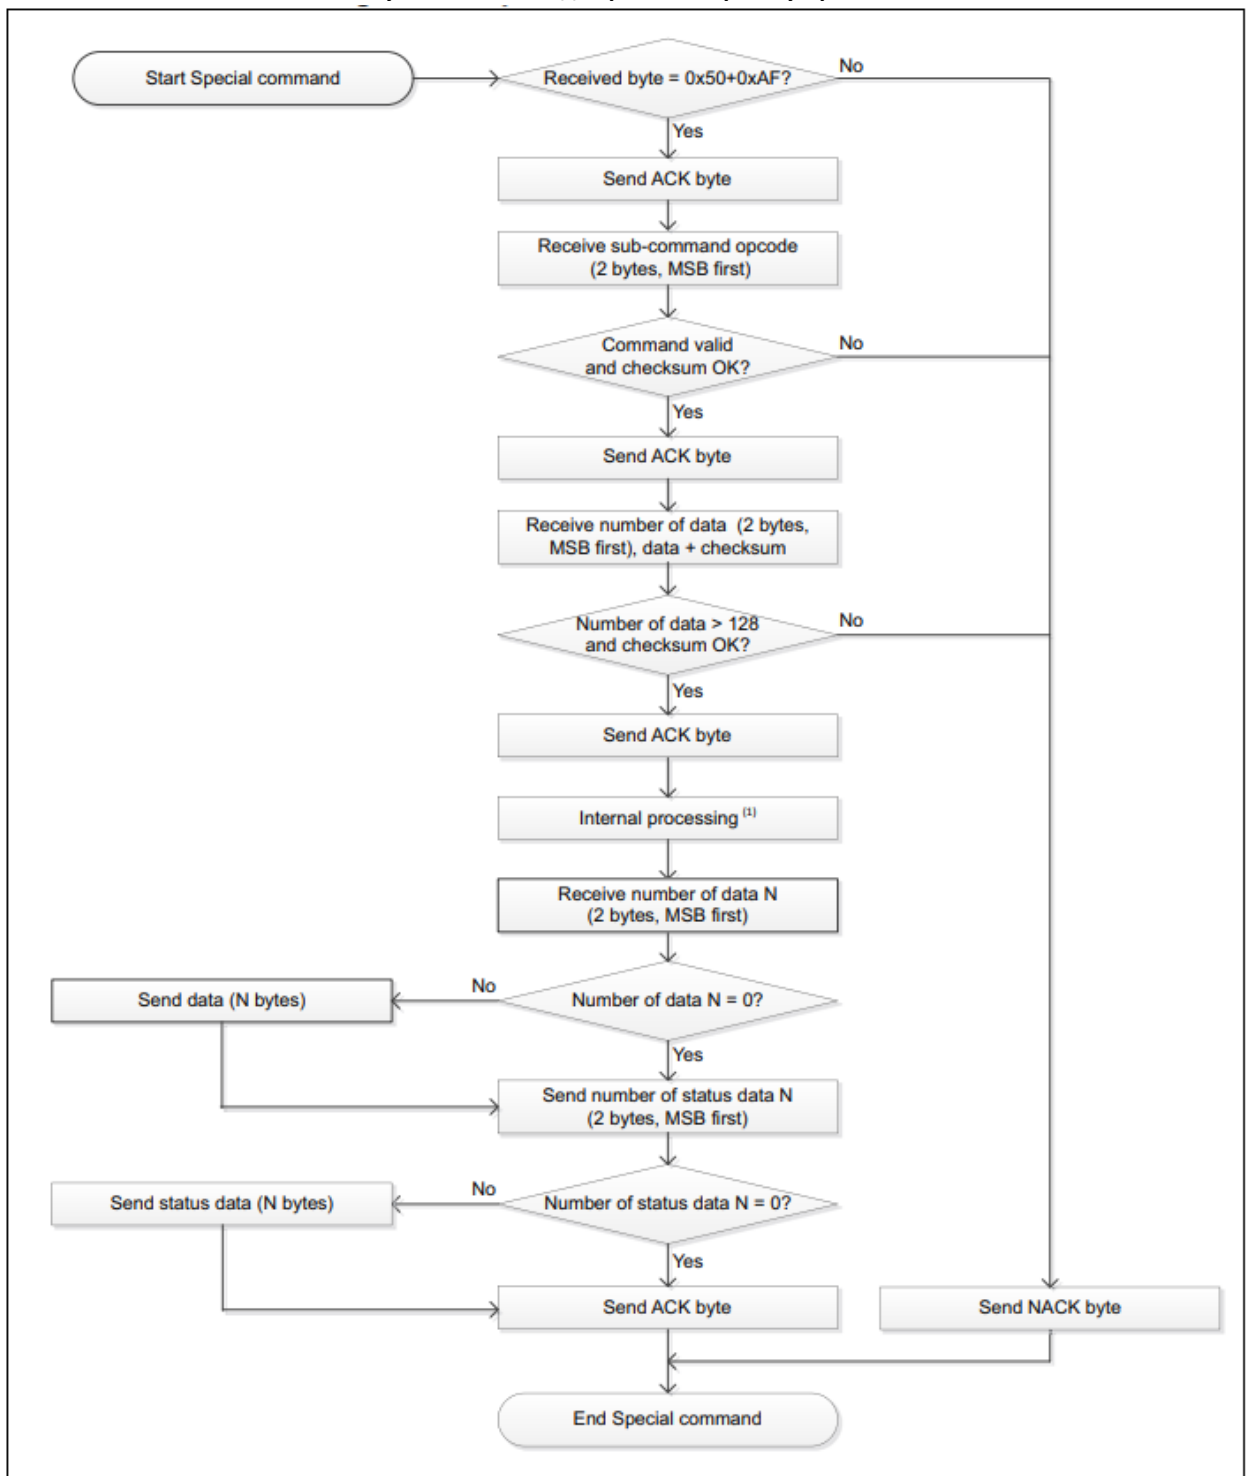 Start Special command
Received byte = 0x50+0xAF?
No
Yes
Send ACK byte
Receive sub-command opcode
(2 bytes, MSB first)
Command valid
and checksum OK?
No
Yes
Send ACK byte
Receive number of data (2 bytes,
MSB first), data + checksum
Number of data > 128
and checksum OK?
No
Yes
Send ACK byte
Internal processing (1)
Receive number of data N
(2 bytes, MSB first)
Number of data N = 0?
No
Send data (N bytes)
Yes
Send number of status data N
(2 bytes, MSB first)
Number of status data N = 0?
No
Send status data (N bytes)
Yes
Send ACK byte
Send NACK byte
End Special command